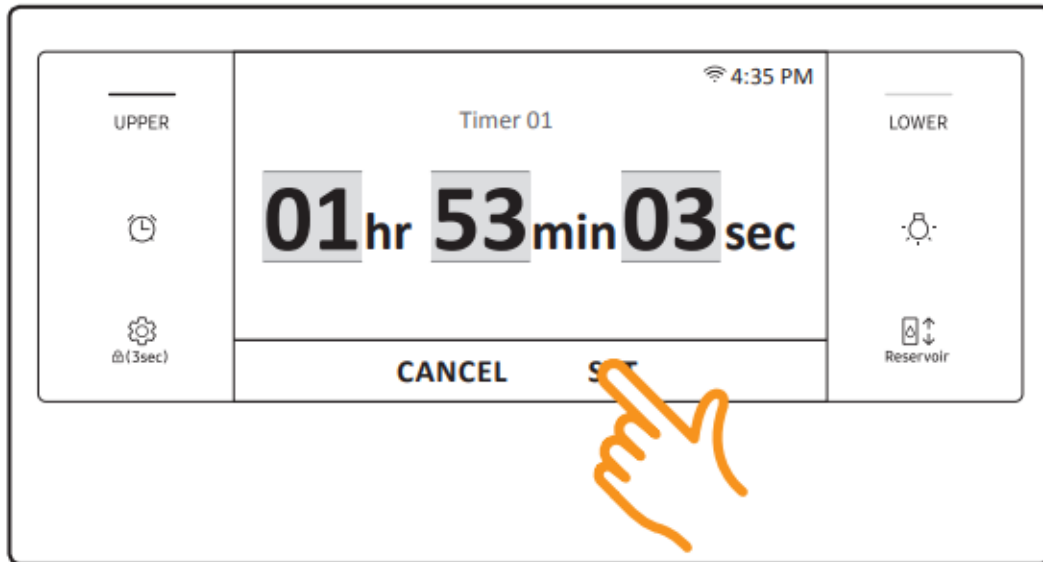 4:35 PM
UPPER
Timer 01
LOWER
01hr 53min 03sec
(3sec)
Reservoir
CANCEL